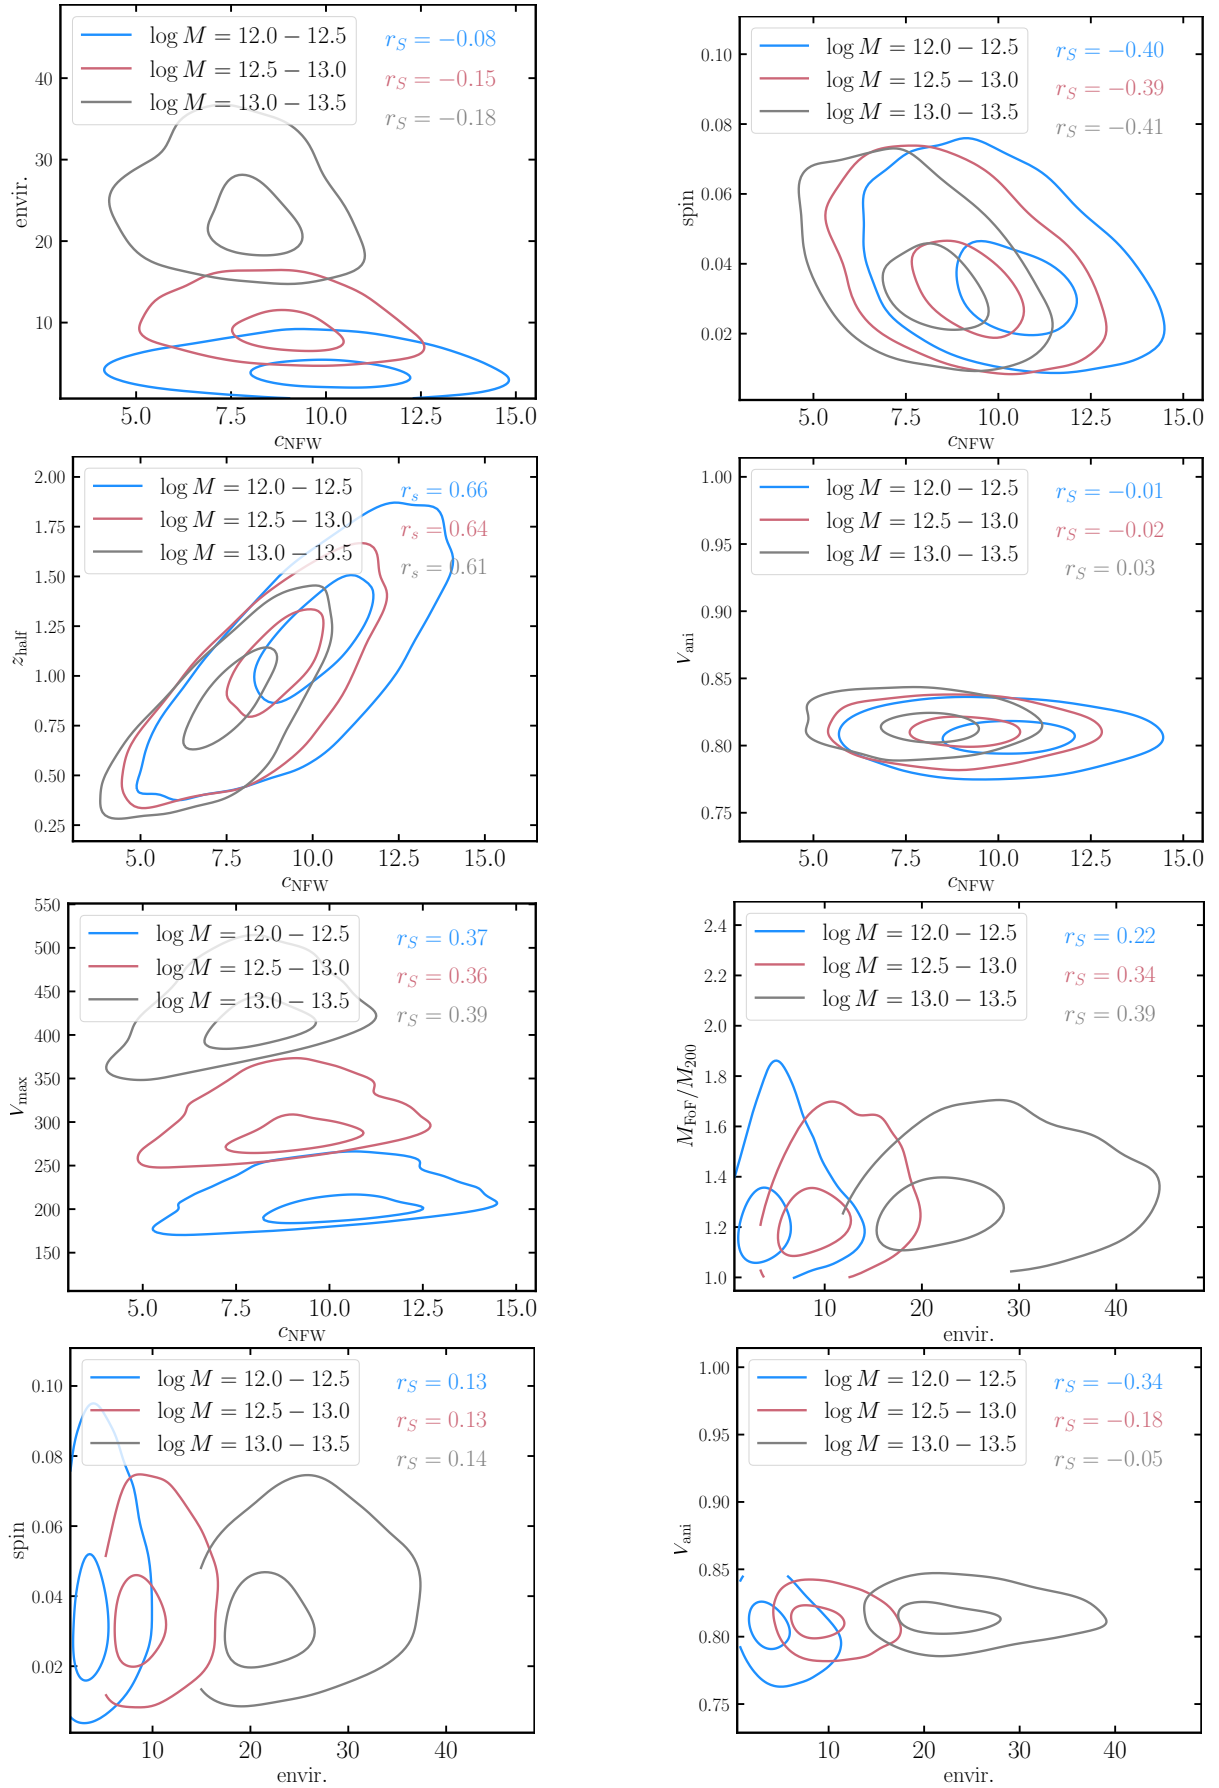 log M = 12.0 − 12.5
log M = 12.5 − 13.0
log M = 13.0 − 13.5
r_S = −0.08
r_S = −0.15
r_S = −0.18
40
30
20
10
envir.
5.0 7.5 10.0 12.5 15.0
c_NFW
log M = 12.0 − 12.5
log M = 12.5 − 13.0
log M = 13.0 − 13.5
r_S = −0.40
r_S = −0.39
r_S = −0.41
0.10
0.08
0.06
0.04
0.02
spin
5.0 7.5 10.0 12.5 15.0
c_NFW
log M = 12.0 − 12.5
log M = 12.5 − 13.0
log M = 13.0 − 13.5
r_s = 0.66
r_s = 0.64
r_s = 0.61
2.00
1.75
1.50
1.25
1.00
0.75
0.50
0.25
z_half
5.0 7.5 10.0 12.5 15.0
c_NFW
log M = 12.0 − 12.5
log M = 12.5 − 13.0
log M = 13.0 − 13.5
r_S = −0.01
r_S = −0.02
r_S = 0.03
1.00
0.95
0.90
0.85
0.80
0.75
V_ani
5.0 7.5 10.0 12.5 15.0
c_NFW
log M = 12.0 − 12.5
log M = 12.5 − 13.0
log M = 13.0 − 13.5
r_S = 0.37
r_S = 0.36
r_S = 0.39
550
500
450
400
350
300
250
200
150
V_max
5.0 7.5 10.0 12.5 15.0
c_NFW
log M = 12.0 − 12.5
log M = 12.5 − 13.0
log M = 13.0 − 13.5
r_S = 0.22
r_S = 0.34
r_S = 0.39
2.4
2.2
2.0
1.8
1.6
1.4
1.2
1.0
M_FoF/M_200
10 20 30 40
envir.
log M = 12.0 − 12.5
log M = 12.5 − 13.0
log M = 13.0 − 13.5
r_S = 0.13
r_S = 0.13
r_S = 0.14
0.10
0.08
0.06
0.04
0.02
spin
10 20 30 40
envir.
log M = 12.0 − 12.5
log M = 12.5 − 13.0
log M = 13.0 − 13.5
r_S = −0.34
r_S = −0.18
r_S = −0.05
1.00
0.95
0.90
0.85
0.80
0.75
V_ani
10 20 30 40
envir.